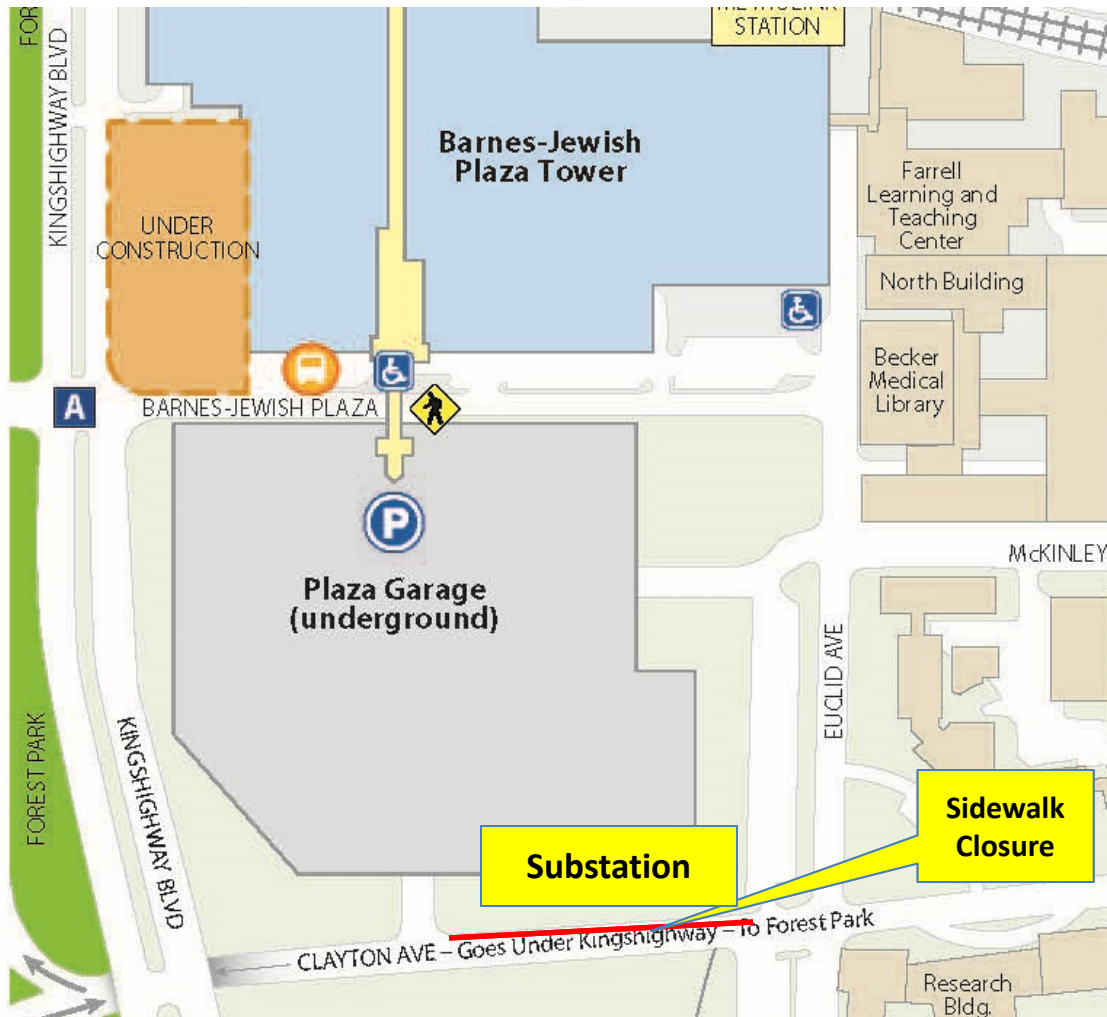 FOR
KINGSHIGHWAY BLVD
STATION
Barnes-Jewish
Plaza Tower
Farrell
Learning and
Teaching
Center
UNDER
CONSTRUCTION
North Building
Becker
Medical
Library
A
BARNES-JEWISH PLAZA
P
Plaza Garage
(underground)
McKINLEY
EUCLID AVE
FOREST PARK
KINGSHIGHWAY BLVD
Sidewalk
Closure
Substation
CLAYTON AVE – Goes Under Kingshighway – To Forest Park
Research
Bldg.